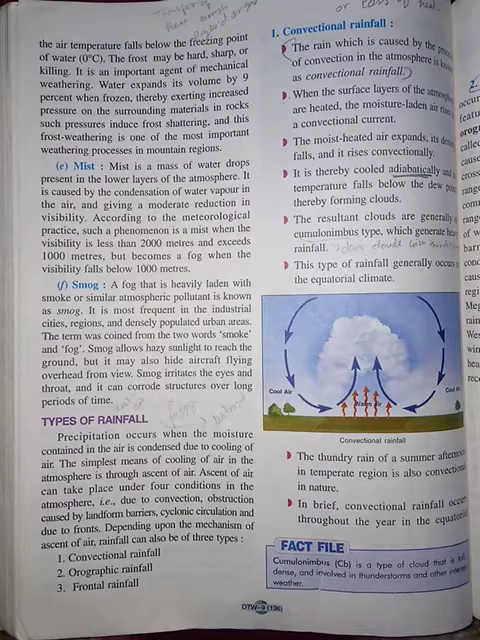 the air temperature falls below the freezing point
of water (0°C). The frost may be hard, sharp, or
killing. It is an important agent of mechanical
weathering. Water expands its volume by 9
percent when frozen, thereby exerting increased
pressure on the surrounding materials in rocks
such pressures induce frost shattering, and this
frost-weathering is one of the most important
weathering processes in mountain regions.
(e) Mist : Mist is a mass of water drops
present in the lower layers of the atmosphere. It
is caused by the condensation of water vapour in
the air, and giving a moderate reduction in
visibility. According to the meteorological
practice, such a phenomenon is a mist when the
visibility is less than 2000 metres and exceeds
1000 metres, but becomes a fog when the
visibility falls below 1000 metres.
(f) Smog : A fog that is heavily laden with
smoke or similar atmospheric pollutant is known
as smog. It is most frequent in the industrial
cities, regions, and densely populated urban areas.
The term was coined from the two words 'smoke'
and 'fog'. Smog allows hazy sunlight to reach the
ground, but it may also hide aircraft flying
overhead from view. Smog irritates the eyes and
throat, and it can corrode structures over long
periods of time.
TYPES OF RAINFALL
Precipitation occurs when the moisture
contained in the air is condensed due to cooling of
air. The simplest means of cooling of air in the
atmosphere is through ascent of air. Ascent of air
can take place under four conditions in the
atmosphere, i.e., due to convection, obstruction
caused by landform barriers, cyclonic circulation and
due to fronts. Depending upon the mechanism of
ascent of air, rainfall can also be of three types :
1. Convectional rainfall
2. Orographic rainfall
3. Frontal rainfall
or loss of heat
1. Convectional rainfall :
The rain which is caused by the
of convection in the atmosphere is
as convectional rainfall.
When the surface layers of the
are heated, the moisture-laden air
a convectional current.
The moist-heated air expands, its
falls, and it rises convectionally.
It is thereby cooled adiabatically and
temperature falls below the dew
thereby forming clouds.
The resultant clouds are generally
cumulonimbus type, which generate
rainfall.
This type of rainfall generally occurs
the equatorial climate.
Cool Air
Warm air
Cool
Convectional rainfall
The thundry rain of a summer afternoon
in temperate region is also convectional
in nature.
In brief, convectional rainfall
throughout the year in the
FACT FILE
Cumulonimbus (Cb) is a type of cloud that is
dense, and involved in thunderstorms and other
weather.
DTW–9 (136)
2.